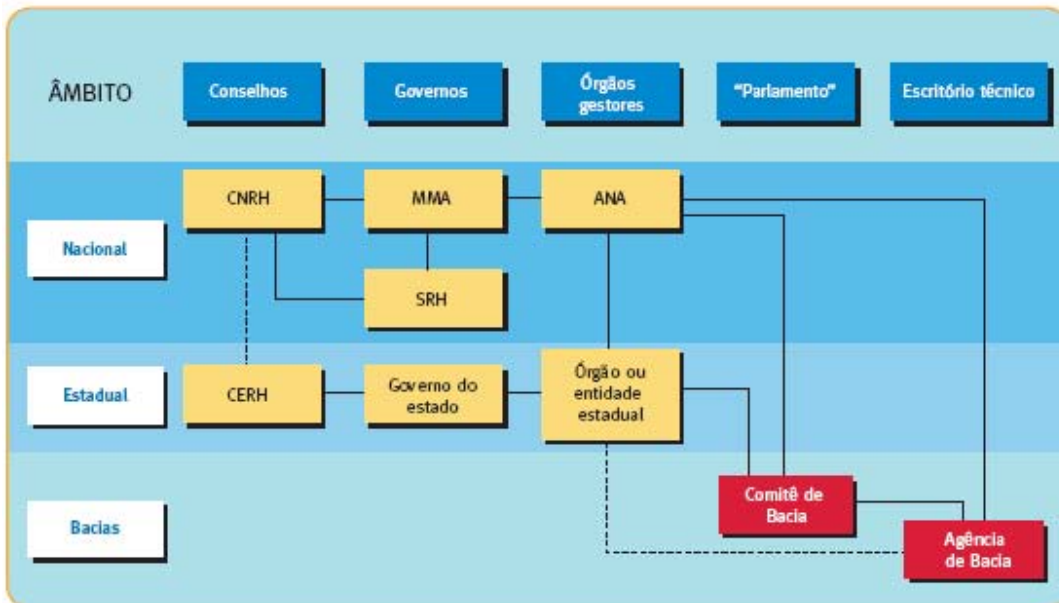 ÂMBITO
Conselhos
Governos
Órgãos
gestores
"Parlamento"
Escritório técnico
Nacional
CNRH
MMA
ANA
SRH
Estadual
CERH
Governo do
estado
Órgão ou
entidade
estadual
Bacias
Comitê de
Bacia
Agência
de Bacia